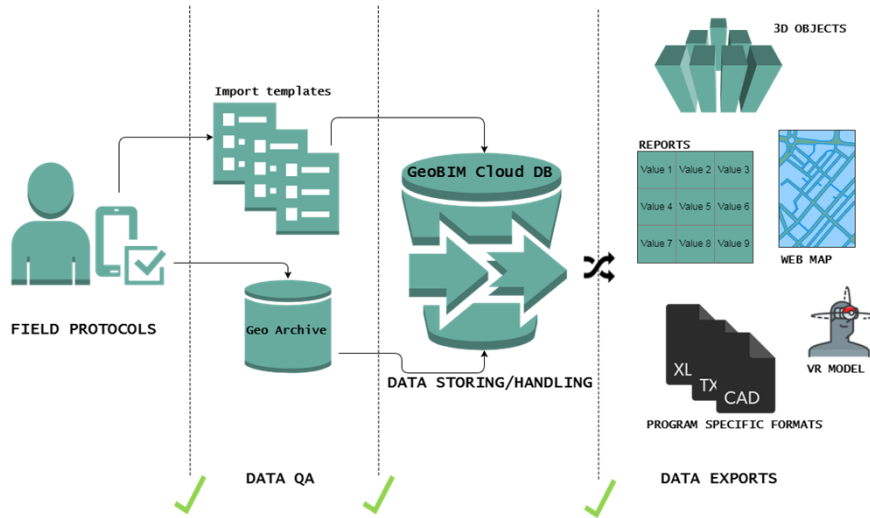 3D OBJECTS
Import templates
REPORTS
GeoBIM Cloud DB
Value 1 Value 2 Value 3
Value 4 Value 5 Value 6
Value 7 Value 8 Value 9
WEB MAP
FIELD PROTOCOLS
Geo Archive
DATA STORING/HANDLING
XL
TX
CAD
VR MODEL
PROGRAM SPECIFIC FORMATS
DATA QA
DATA EXPORTS